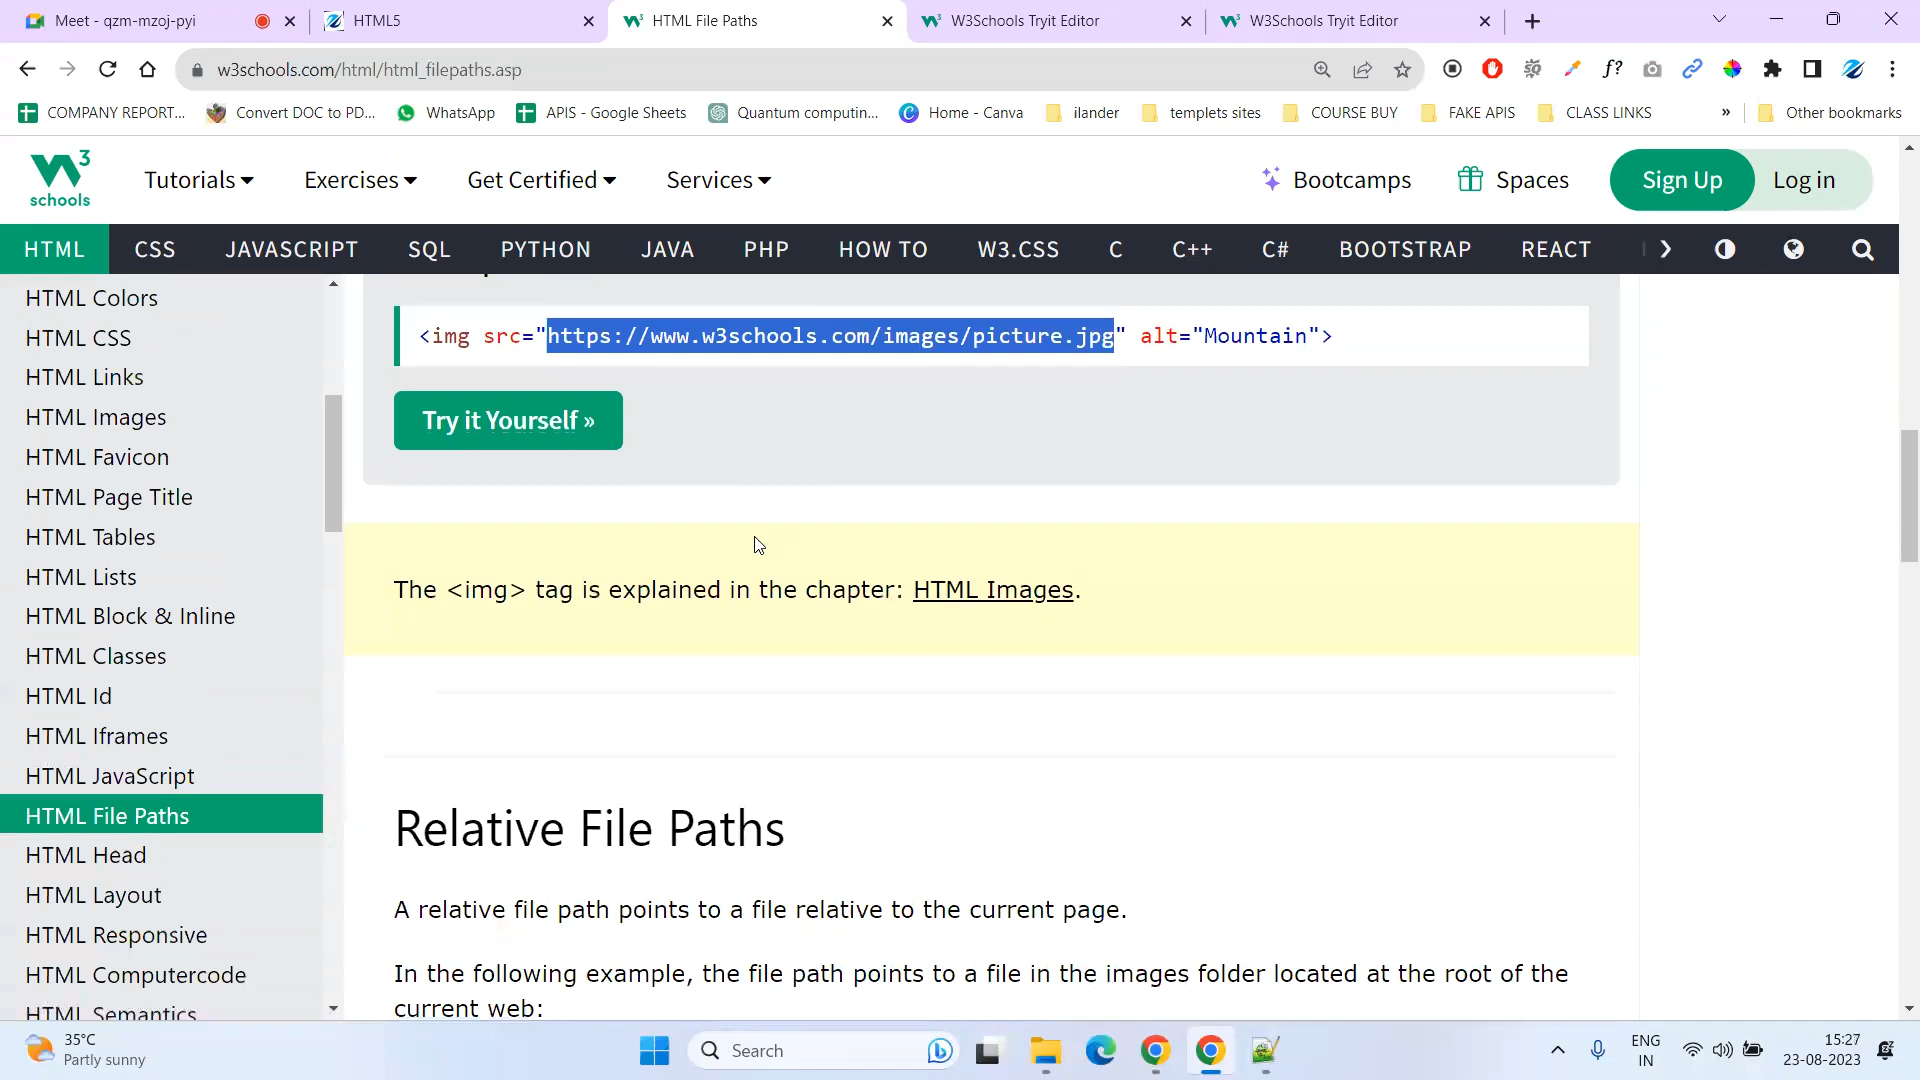 Meet - qzm-mzoj-pyi
HTML5
HTML File Paths
W3Schools Tryit Editor
W3Schools Tryit Editor
w3schools.com/html/html_filepaths.asp
COMPANY REPORT...
Convert DOC to PD...
WhatsApp
APIS - Google Sheets
Quantum computin...
Home - Canva
ilander
templets sites
COURSE BUY
FAKE APIS
CLASS LINKS
»
Other bookmarks
W3 schools
Tutorials
Exercises
Get Certified
Services
Bootcamps
Spaces
Sign Up
Log in
HTML
CSS
JAVASCRIPT
SQL
PYTHON
JAVA
PHP
HOW TO
W3.CSS
C
C++
C#
BOOTSTRAP
REACT
HTML Colors
HTML CSS
HTML Links
HTML Images
HTML Favicon
HTML Page Title
HTML Tables
HTML Lists
HTML Block & Inline
HTML Classes
HTML Id
HTML Iframes
HTML JavaScript
HTML File Paths
HTML Head
HTML Layout
HTML Responsive
HTML Computercode
HTML Semantics
<img src="https://www.w3schools.com/images/picture.jpg" alt="Mountain">
Try it Yourself »
The <img> tag is explained in the chapter: HTML Images.
Relative File Paths
A relative file path points to a file relative to the current page.
In the following example, the file path points to a file in the images folder located at the root of the
current web:
35°C
Partly sunny
Search
ENG
IN
15:27
23-08-2023